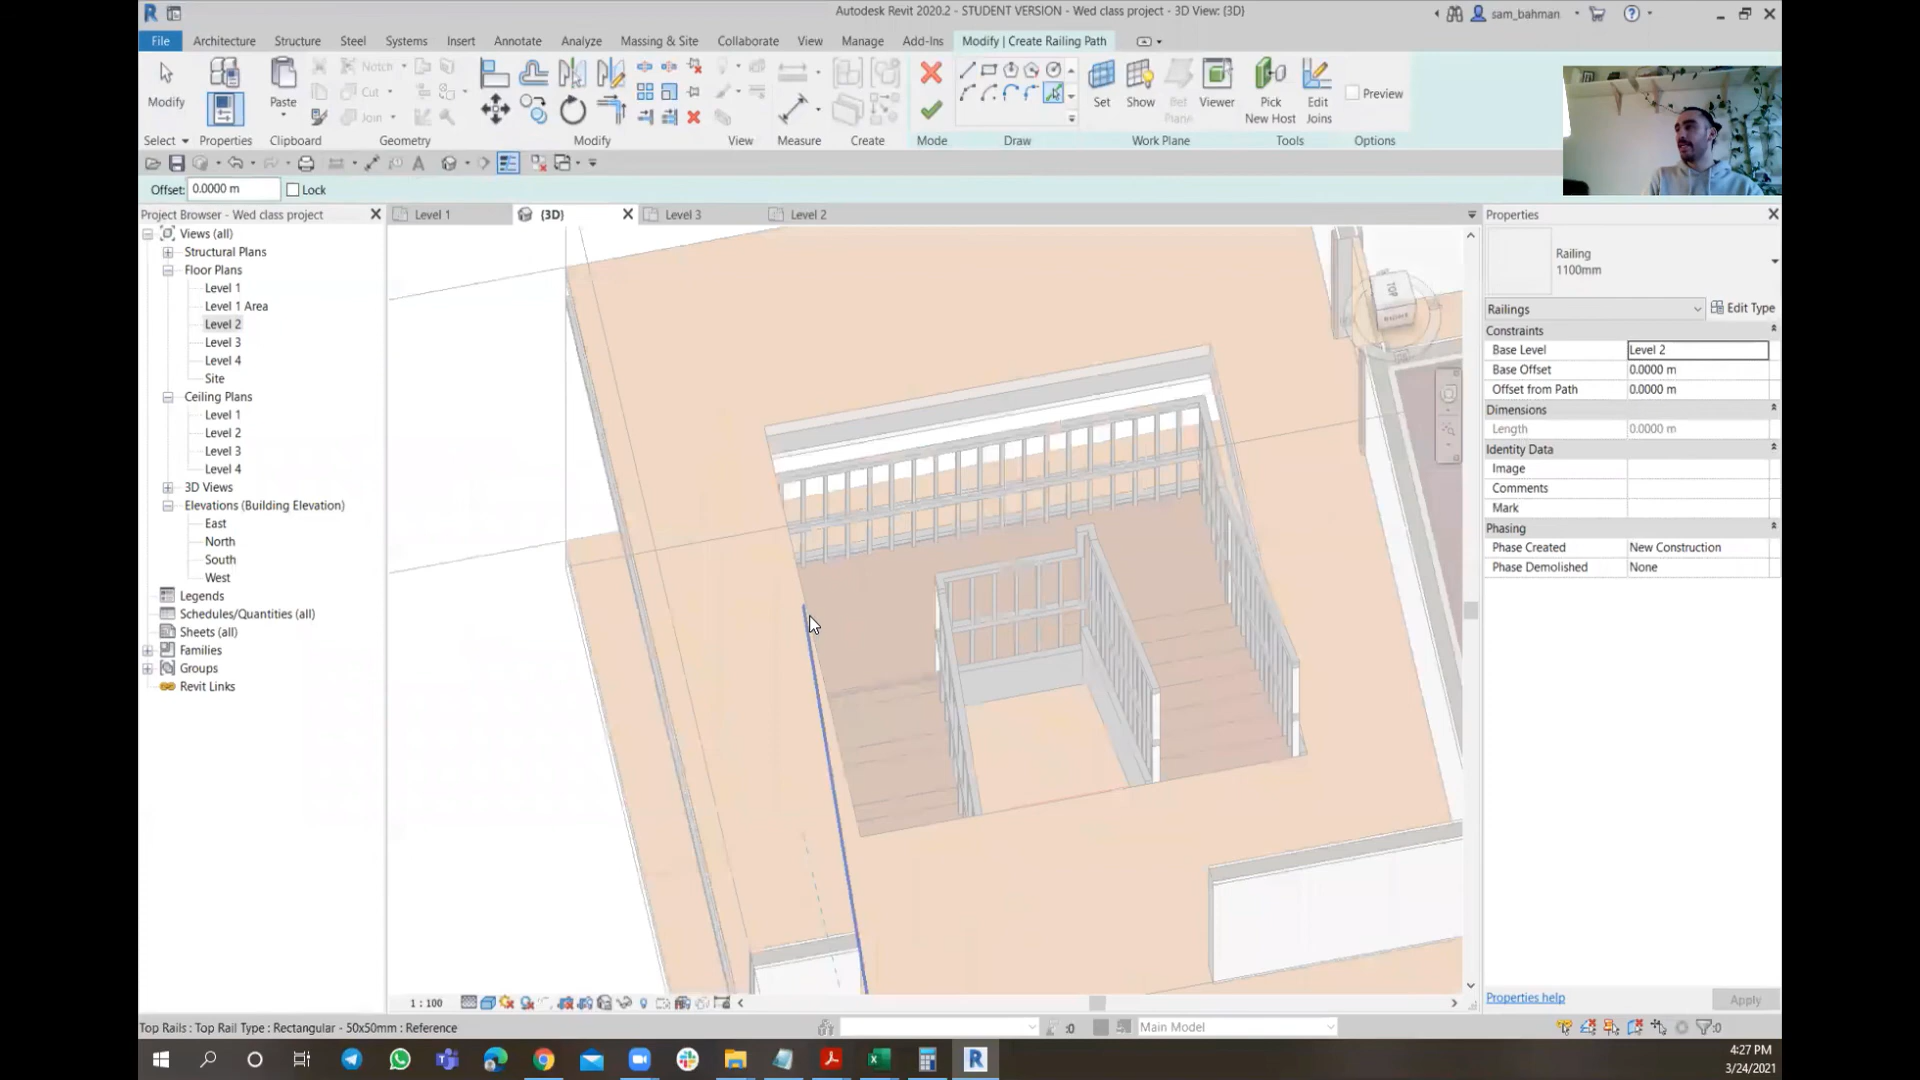 Autodesk Revit 2020.2 - STUDENT VERSION - Wed class project - 3D View: {3D}
sam_bahman
File Architecture Structure Steel Systems Insert Annotate Analyze Massing & Site Collaborate View Manage Add-Ins Modify | Create Railing Path
Modify Paste Notch Cut Join Set Show Bet Plane Viewer Pick New Host Edit Joins Preview
Select Properties Clipboard Geometry Modify View Measure Create Mode Draw Work Plane Tools Options
Offset: 0.0000 m Lock
Project Browser - Wed class project
Level 1 {3D} Level 3 Level 2
Views (all)
Structural Plans
Floor Plans
Level 1
Level 1 Area
Level 2
Level 3
Level 4
Site
Ceiling Plans
Level 1
Level 2
Level 3
Level 4
3D Views
Elevations (Building Elevation)
East
North
South
West
Legends
Schedules/Quantities (all)
Sheets (all)
Families
Groups
Revit Links
TOP
Properties
Railing
1100mm
Railings Edit Type
Constraints
Base Level Level 2
Base Offset 0.0000 m
Offset from Path 0.0000 m
Dimensions
Length 0.0000 m
Identity Data
Image
Comments
Mark
Phasing
Phase Created New Construction
Phase Demolished None
Properties help Apply
1 : 100
Top Rails : Top Rail Type : Rectangular - 50x50mm : Reference
:0 Main Model :0
4:27 PM
3/24/2021